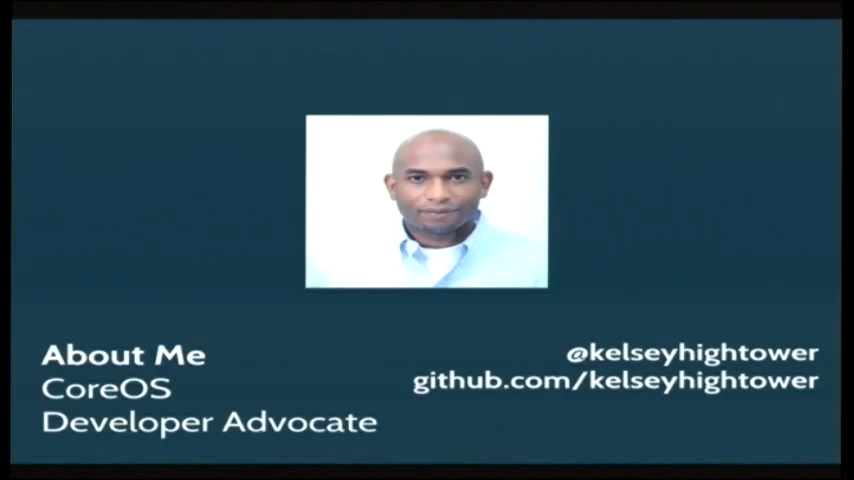 About Me
CoreOS
Developer Advocate
@kelseyhightower
github.com/kelseyhightower